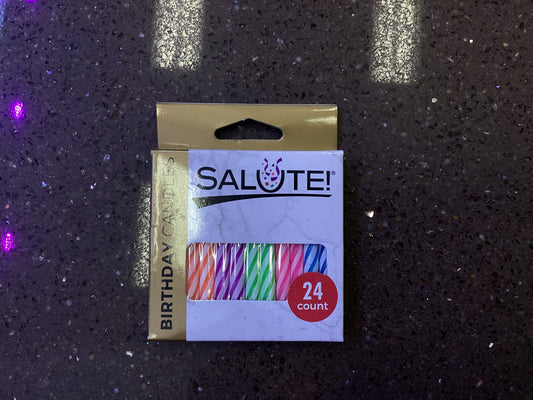 SALUTE!®
BIRTHDAY CANDLES
24
count